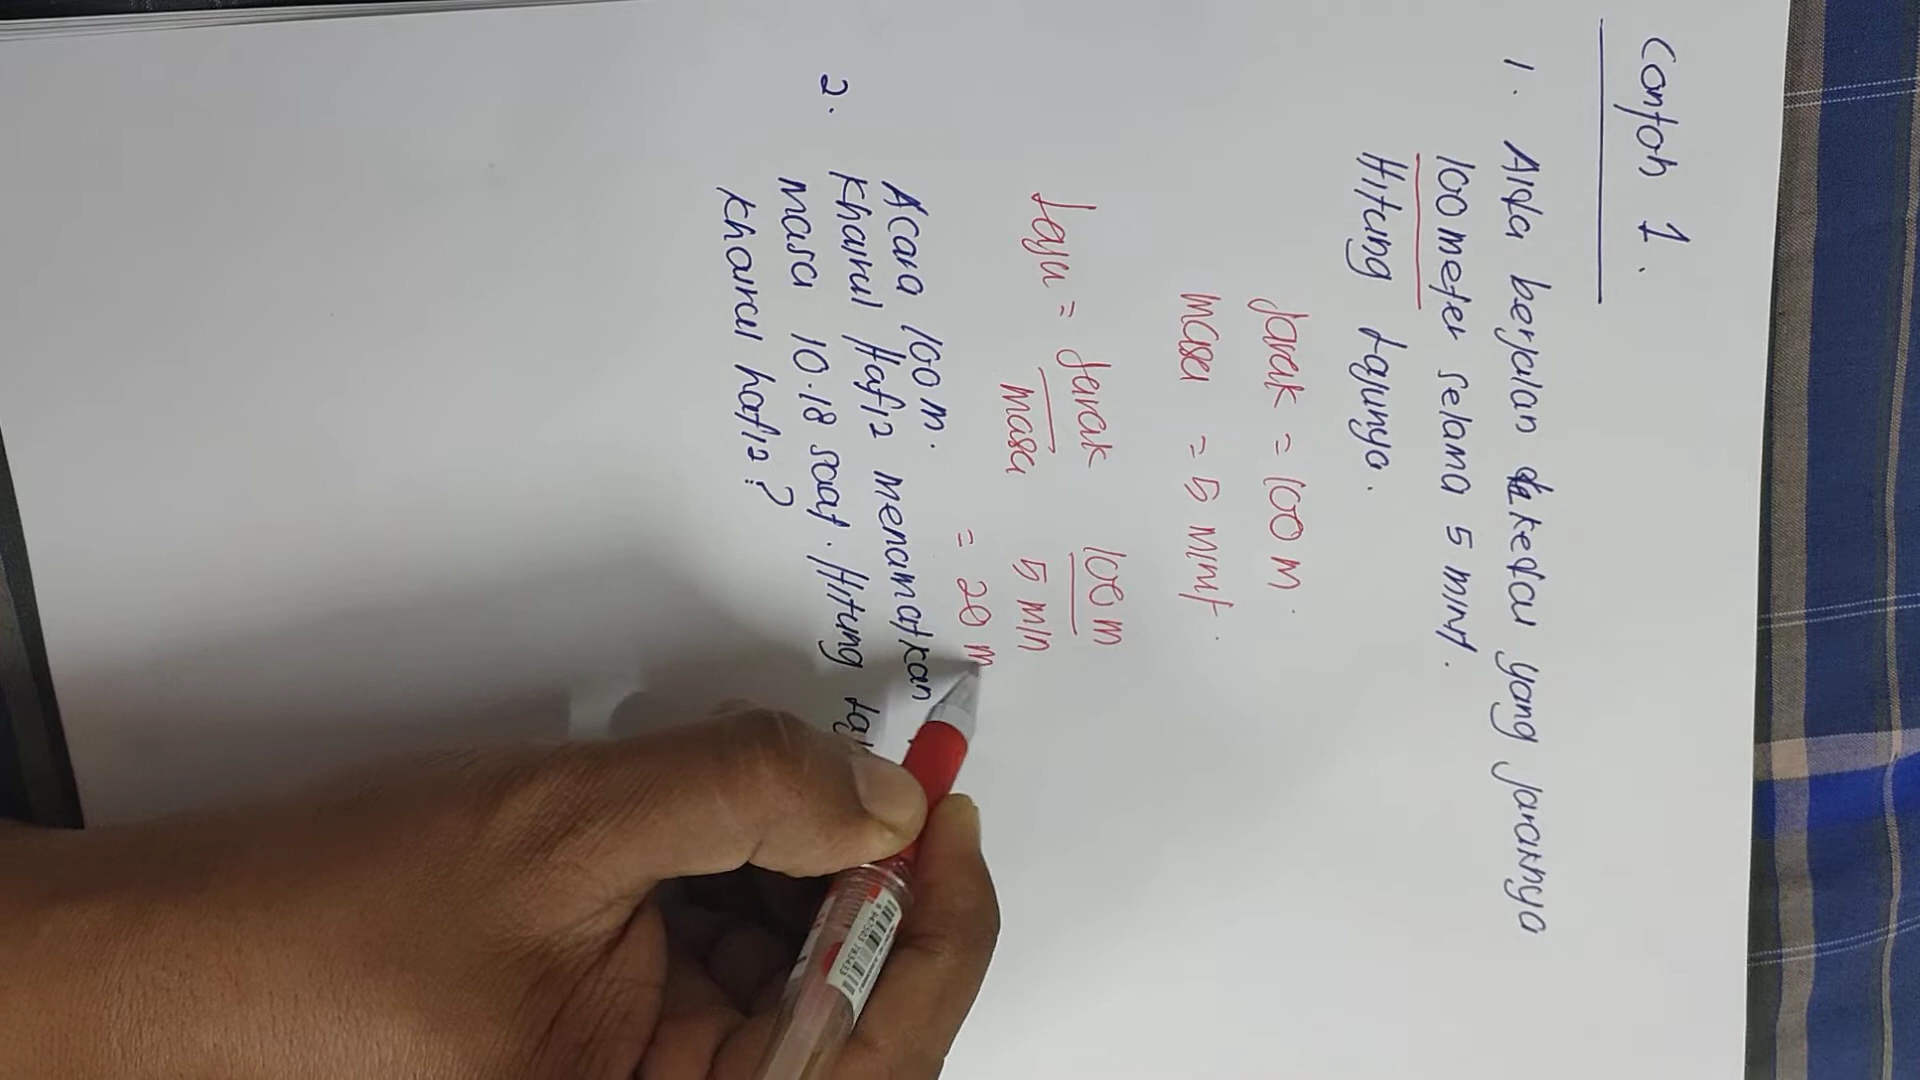 Contoh 1.
1. Aida berjalan ke kedai yang jaraknya
100 meter selama 5 minit.
Hitung lajunya.
Jarak = 100 m.
masa = 5 minit.
Laju = Jarak 100 m
masa 5 min
= 20 m
2. Acara 100 m.
Khairul Hafiz menamatkan
masa 10.18 saat. Hitung laju
Khairul hafiz?